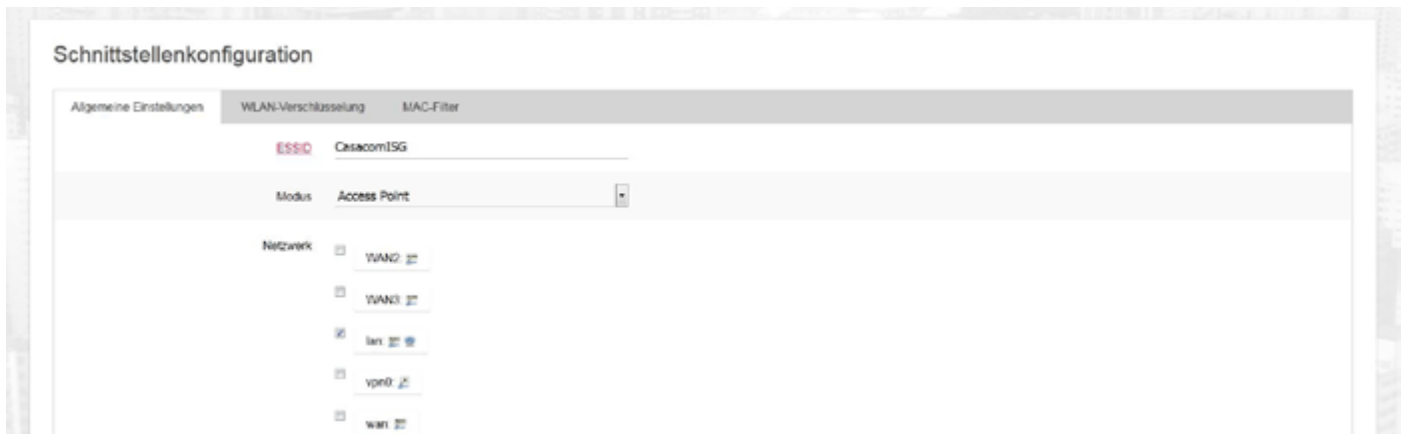 Schnittstellenkonfiguration
Allgemeine Einstellungen WLAN-Verschlüsselung MAC-Filter
ESSID CasacomISG
Modus Access Point
Netzwerk
WAN2:
WAN3:
lan:
vpn0:
wan: